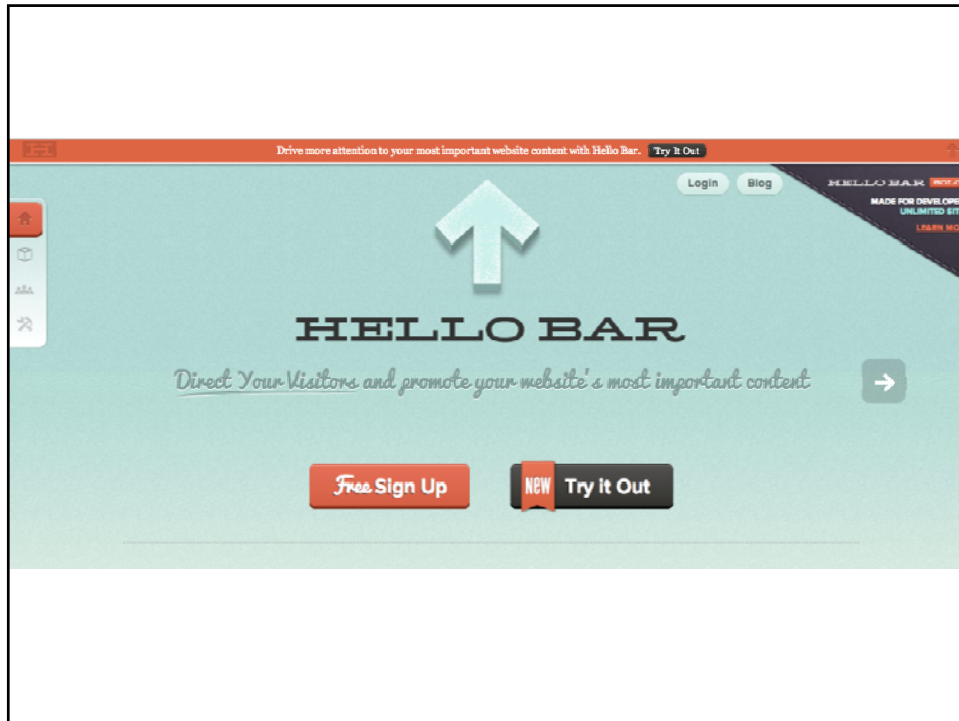 Drive more attention to your most important website content with Hello Bar. Try It Out
Login Blog
HELLO BAR
MADE FOR
UNLIMITED
LEARN
HELLO BAR
Direct Your Visitors and promote your website's most important content
Free Sign Up
NEW Try it Out